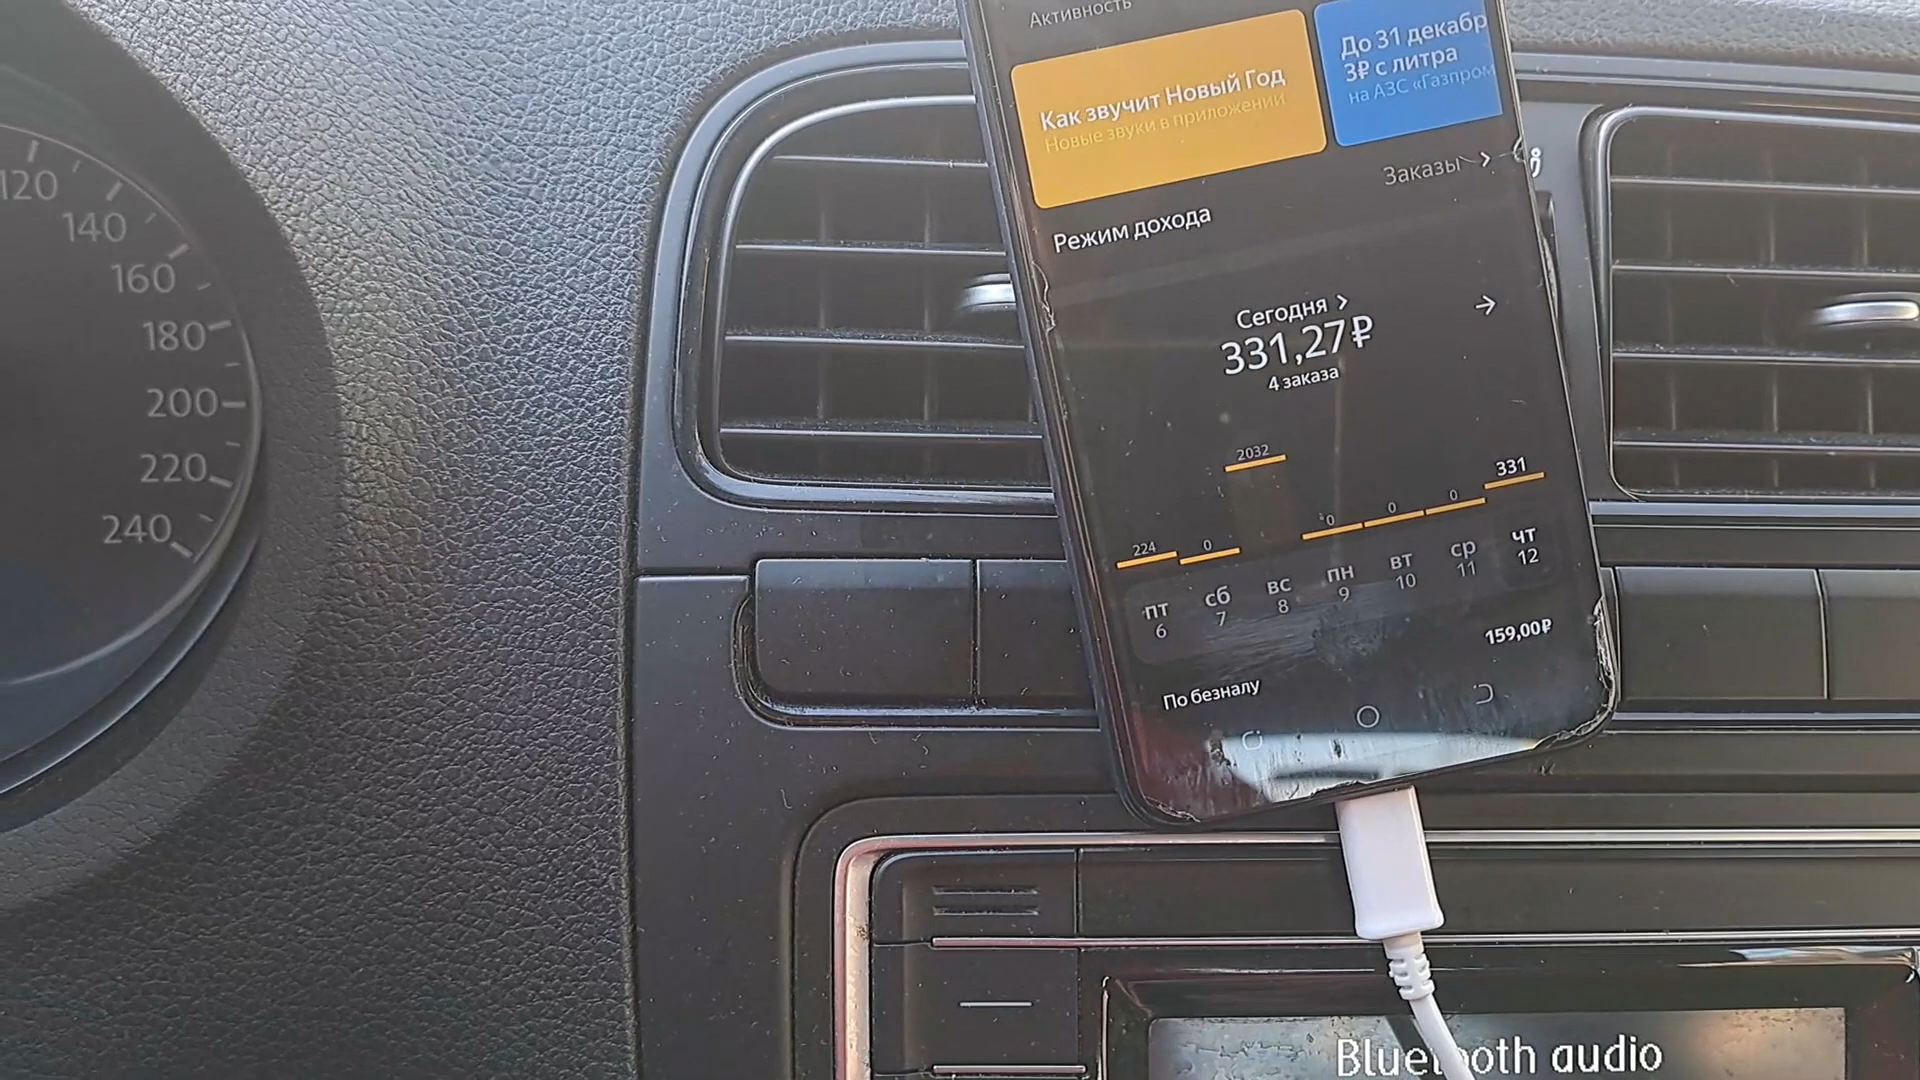 Активность
Как звучит Новый Год
Новые звуки в приложении
До 31 декабр
3₽ с литра
на АЗС «Газпром
Заказы
Режим дохода
Сегодня
331,27₽
4 заказа
224
0
2032
0
0
0
331
пт
6
сб
7
вс
8
пн
9
вт
10
ср
11
чт
12
159,00₽
По безналу
120
140
160
180
200
220
240
Bluetooth audio